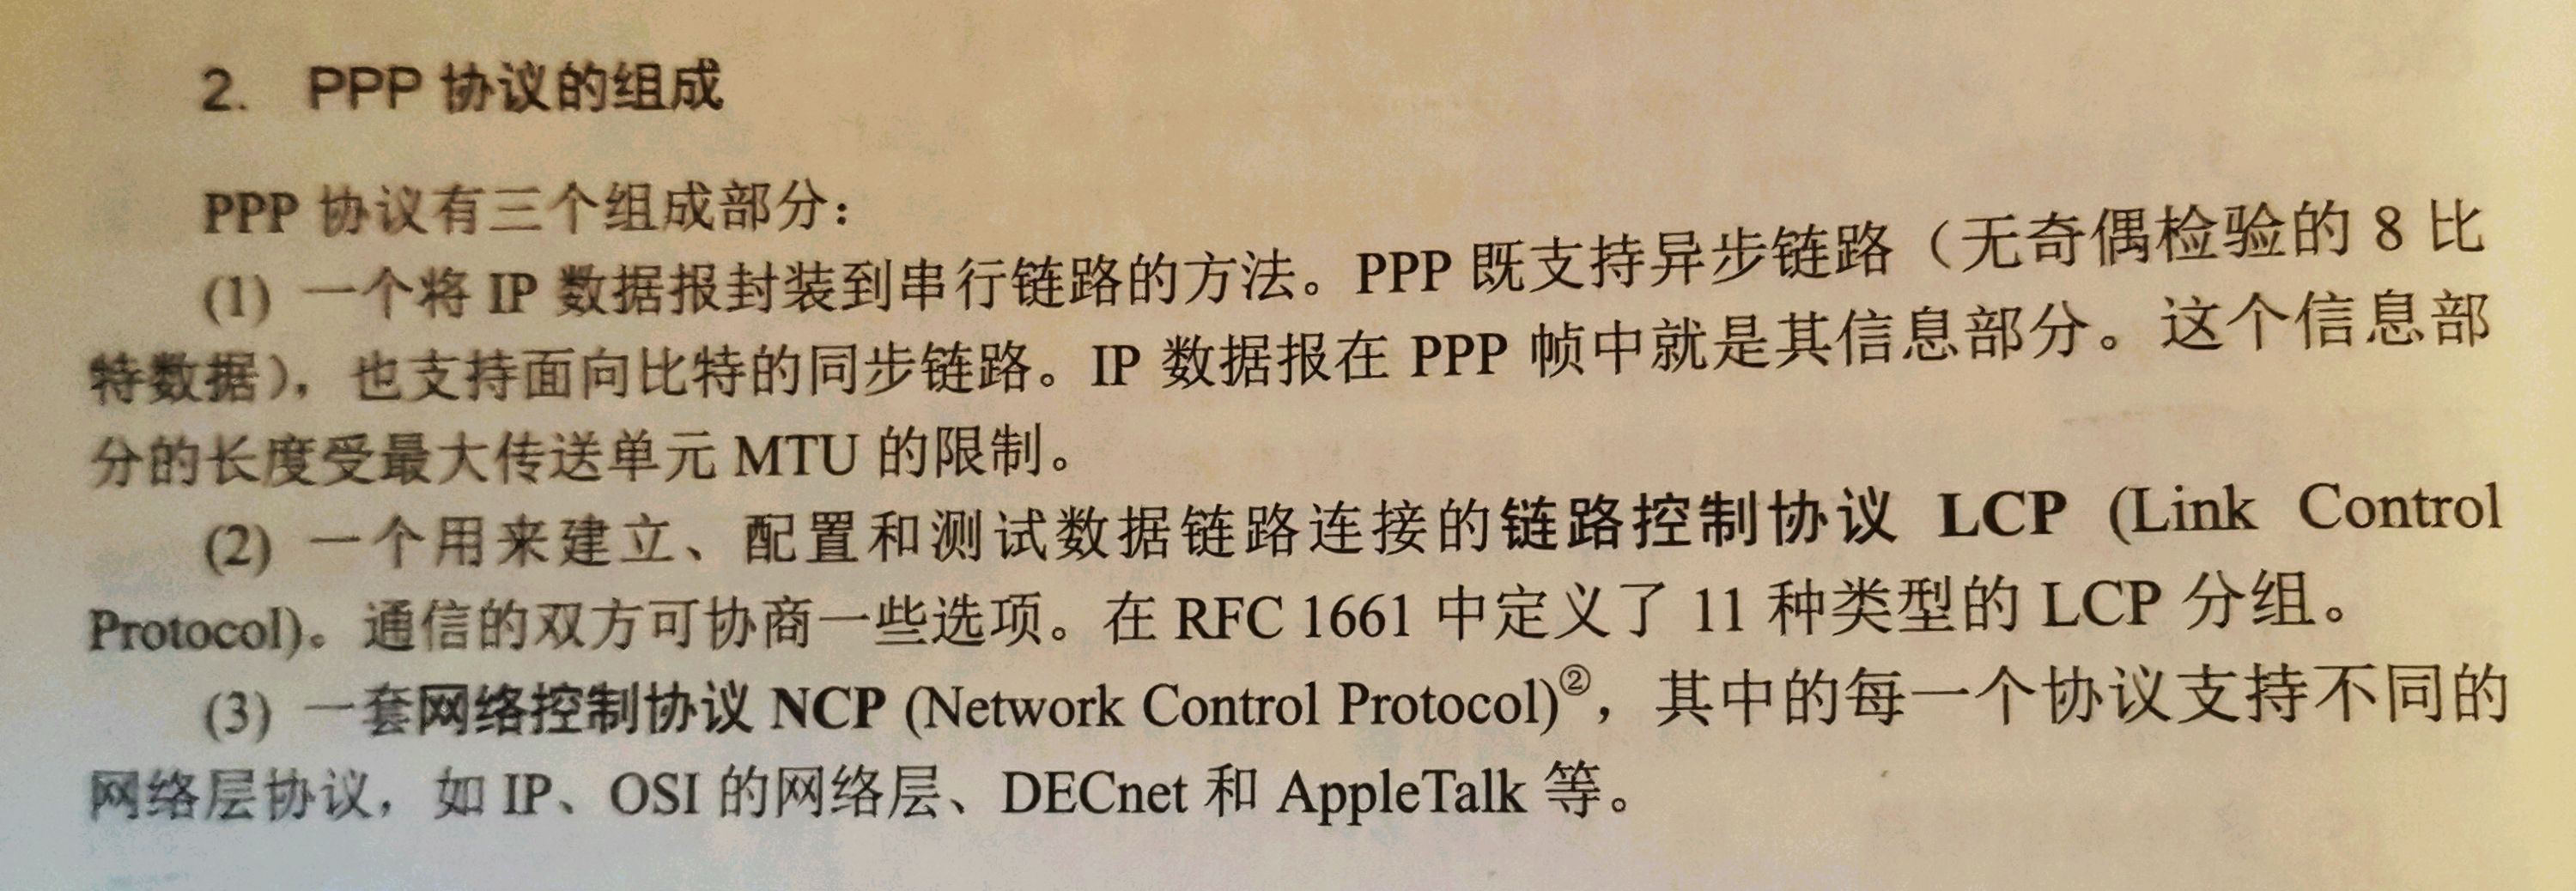 2. PPP 协议的组成
PPP 协议有三个组成部分：
(1) 一个将 IP 数据报封装到串行链路的方法。PPP 既支持异步链路（无奇偶检验的 8 比
特数据），也支持面向比特的同步链路。IP 数据报在 PPP 帧中就是其信息部分。这个信息部
分的长度受最大传送单元 MTU 的限制。
(2) 一个用来建立、配置和测试数据链路连接的链路控制协议 LCP (Link Control
Protocol)。通信的双方可协商一些选项。在 RFC 1661 中定义了 11 种类型的 LCP 分组。
(3) 一套网络控制协议 NCP (Network Control Protocol)②，其中的每一个协议支持不同的
网络层协议，如 IP、OSI 的网络层、DECnet 和 AppleTalk 等。